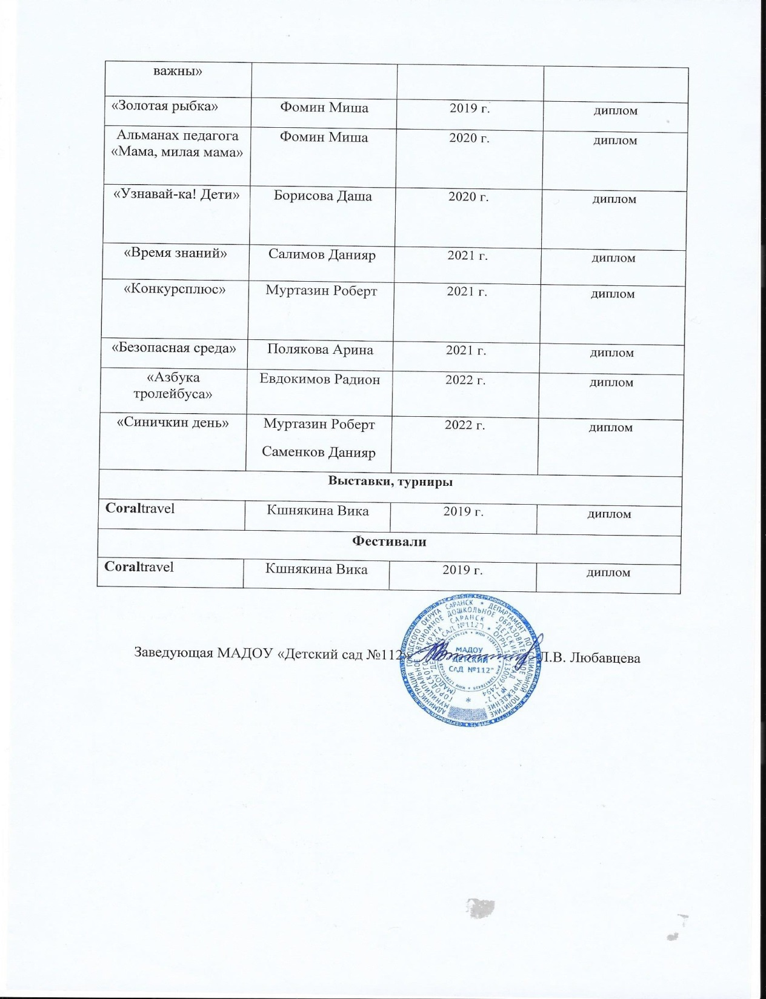 важны»
«Золотая рыбка» Фомин Миша 2019 г. диплом
Альманах педагога Фомин Миша 2020 г. диплом
«Мама, милая мама»
«Узнавай-ка! Дети» Борисова Даша 2020 г. диплом
«Время знаний» Салимов Данияр 2021 г. диплом
«Конкурсплюс» Муртазин Роберт 2021 г. диплом
«Безопасная среда» Полякова Арина 2021 г. диплом
«Азбука Евдокимов Радион 2022 г. диплом
тролейбуса»
«Синичкин день» Муртазин Роберт 2022 г. диплом
Саменков Данияр
Выставки, турниры
Coraltravel Кшнякина Вика 2019 г. диплом
Фестивали
Coraltravel Кшнякина Вика 2019 г. диплом
Заведующая МАДОУ «Детский сад №112» Л.В. Любавцева
МАДОУ
"ДЕТСКИЙ
САД №112"